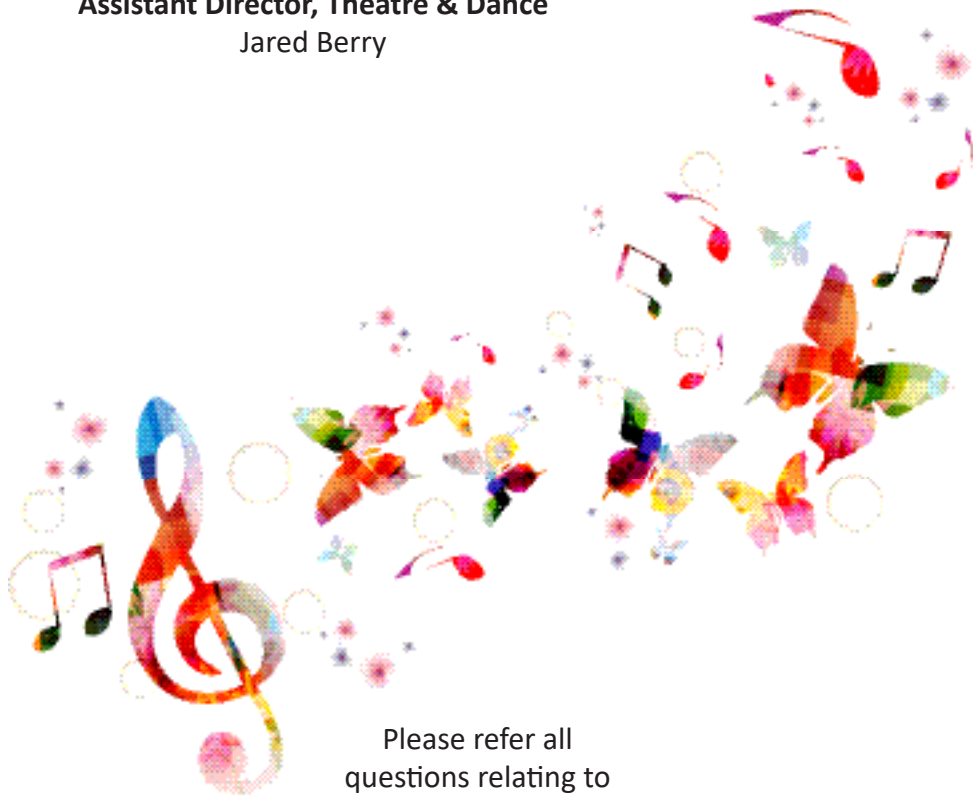 Assistant Director, Theatre & Dance
Jared Berry
Please refer all
questions relating to